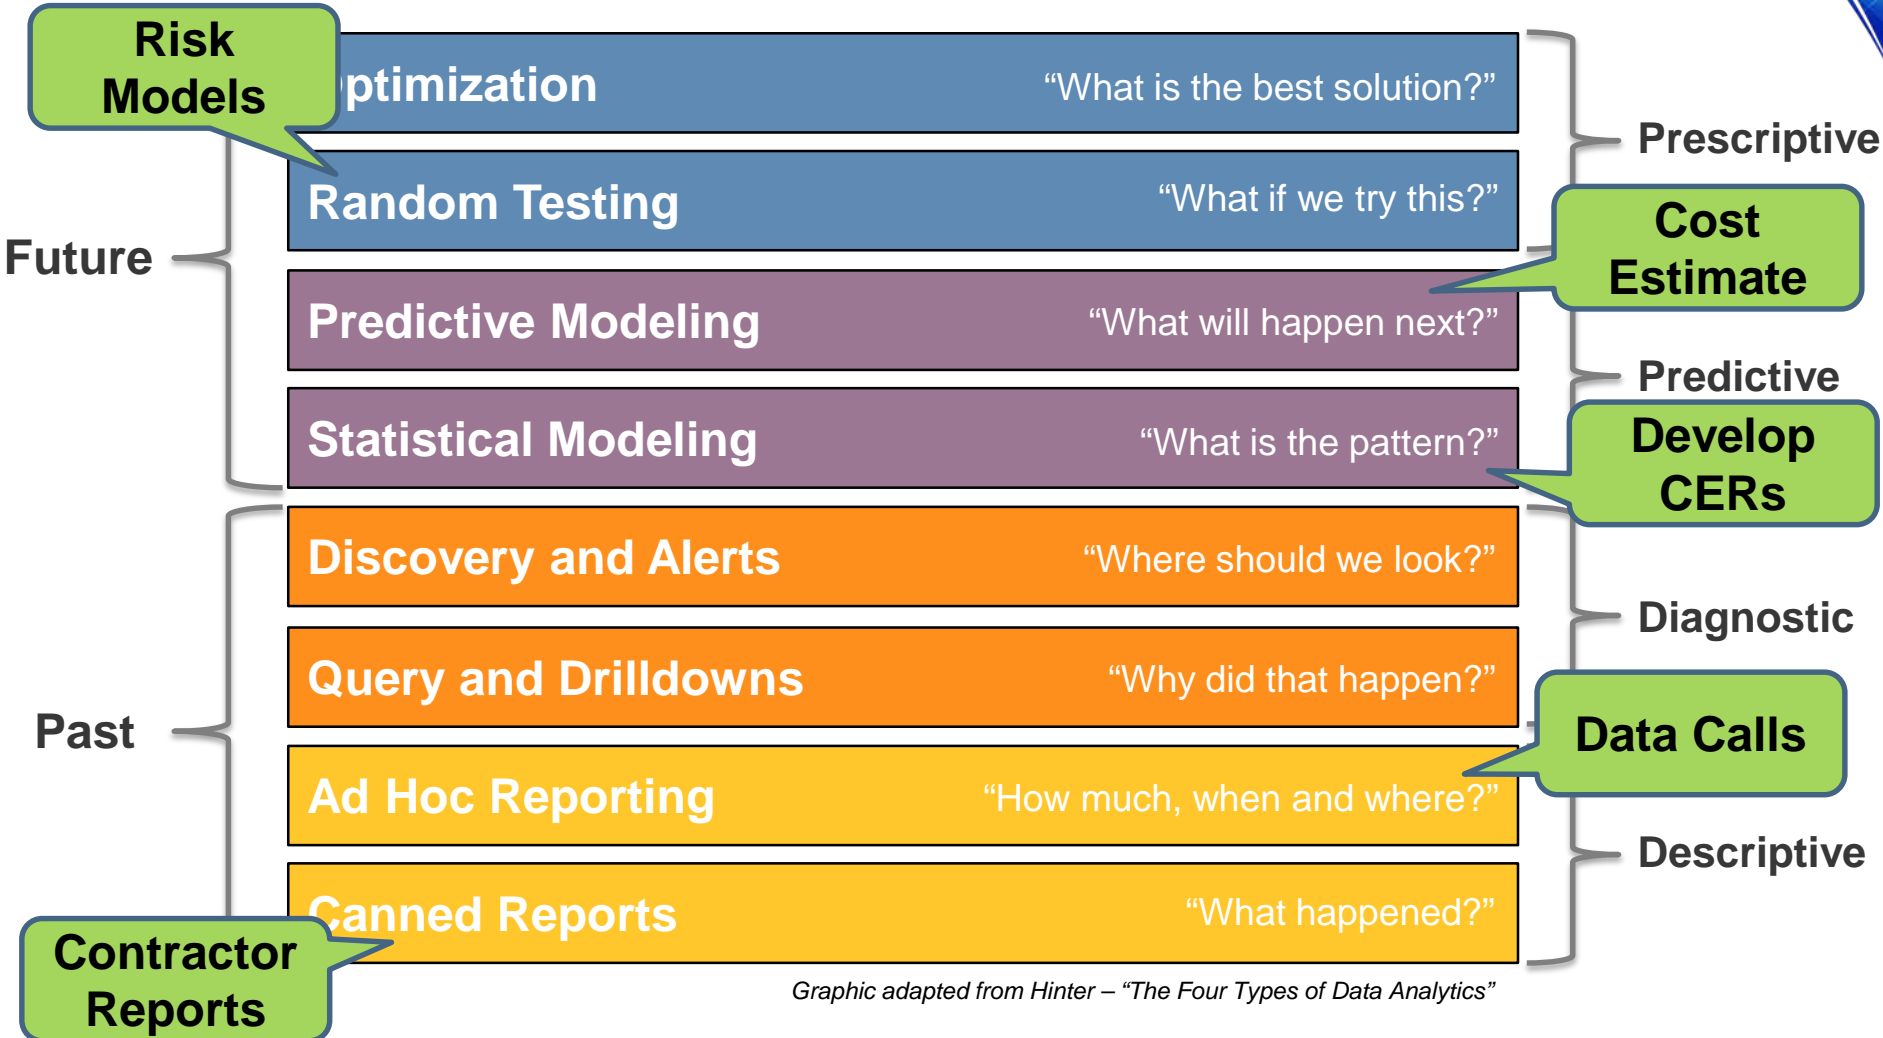 Risk
Models
ptimization
“What is the best solution?”
Prescriptive
Random Testing
“What if we try this?”
Cost
Estimate
Future
Predictive Modeling
“What will happen next?”
Predictive
Statistical Modeling
“What is the pattern?”
Develop
CERs
Discovery and Alerts
“Where should we look?”
Diagnostic
Query and Drilldowns
“Why did that happen?”
Past
Data Calls
Ad Hoc Reporting
“How much, when and where?”
Descriptive
Canned Reports
“What happened?”
Contractor
Reports
Graphic adapted from Hinter – “The Four Types of Data Analytics”